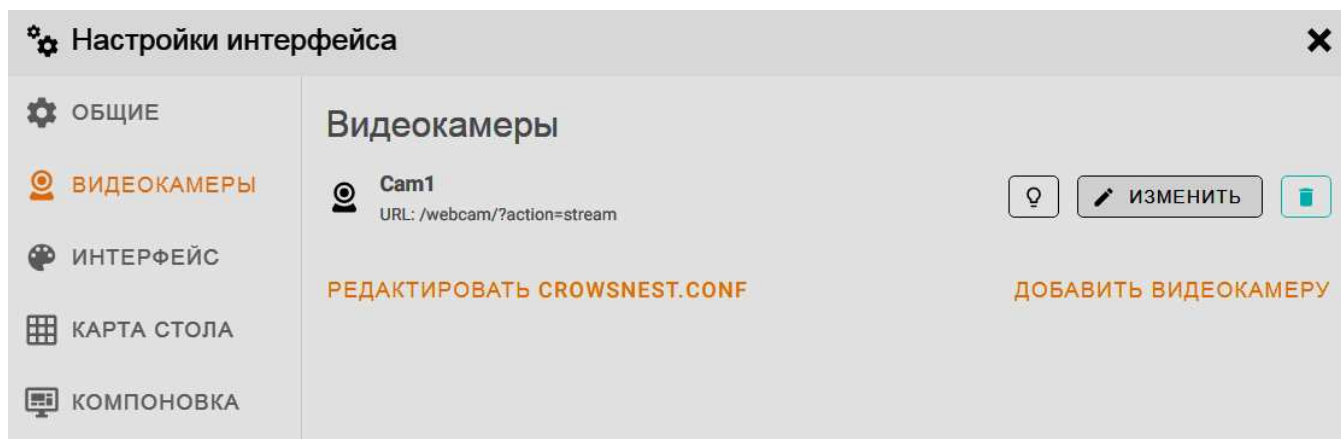 Настройки интерфейса
ОБЩИЕ
ВИДЕОКАМЕРЫ
ИНТЕРФЕЙС
КАРТА СТОЛА
КОМПОНОВКА
Видеокамеры
Cam1
URL: /webcam/?action=stream
ИЗМЕНИТЬ
РЕДАКТИРОВАТЬ CROWSNEST.CONF
ДОБАВИТЬ ВИДЕОКАМЕРУ